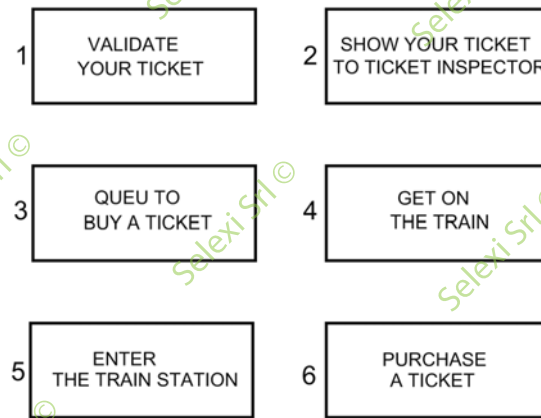 1
VALIDATE
YOUR TICKET
2
SHOW YOUR TICKET
TO TICKET INSPECTOR
3
QUEU TO
BUY A TICKET
4
GET ON
THE TRAIN
5
ENTER
THE TRAIN STATION
6
PURCHASE
A TICKET
Selexi Srl ©
Selexi Srl ©